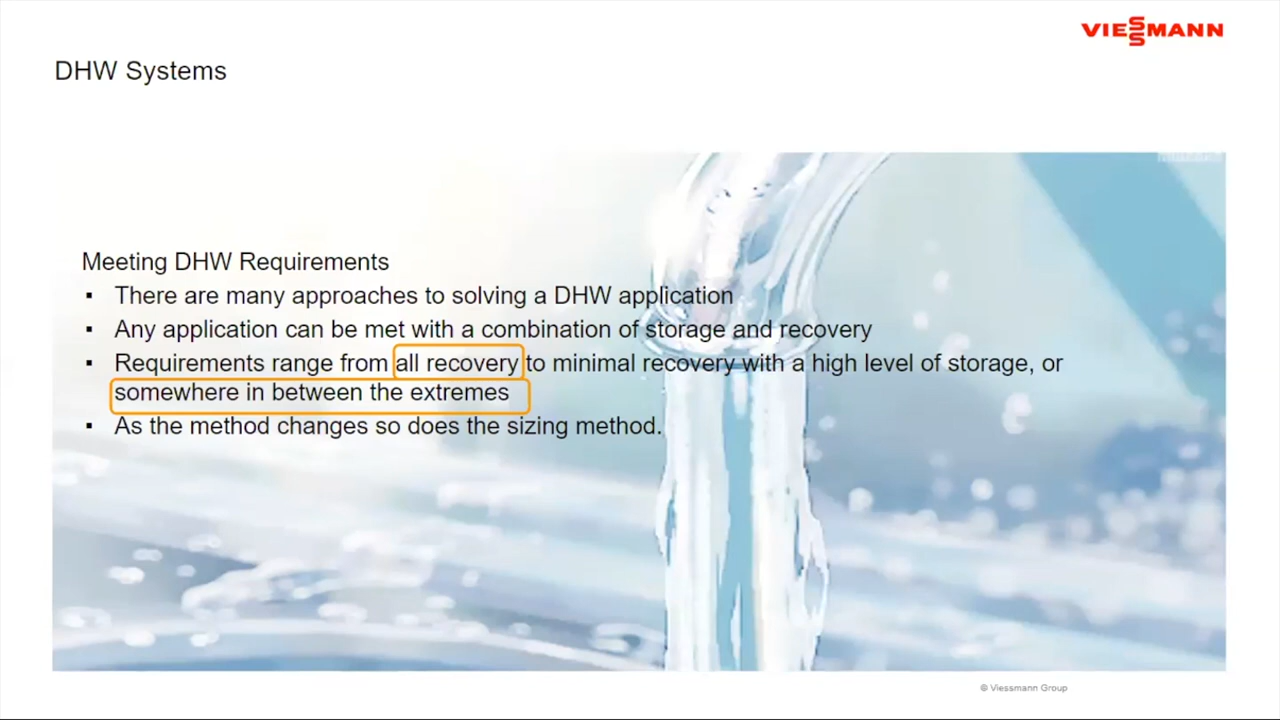 VIESSMANN
DHW Systems
Meeting DHW Requirements
▪ There are many approaches to solving a DHW application
▪ Any application can be met with a combination of storage and recovery
▪ Requirements range from all recovery to minimal recovery with a high level of storage, or
somewhere in between the extremes
▪ As the method changes so does the sizing method.
© Viessmann Group